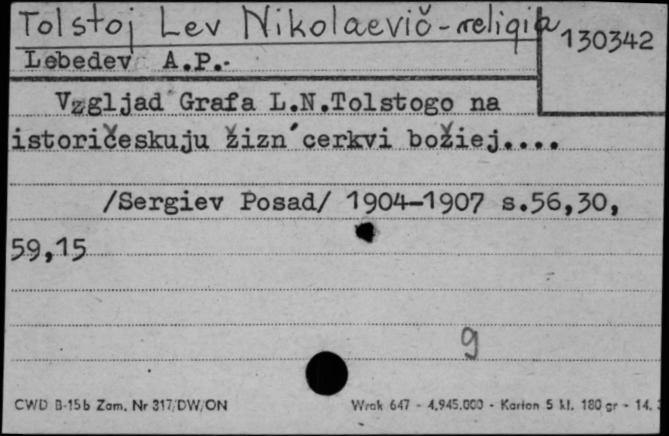 Tolstoj Lev Nikolaevič-religia
130342
Lebedev A.P.-
Vzgljad Grafa L.N.Tolstogo na
istoričeskuju žizn´cerkvi božiej....
/Sergiev Posad/ 1904-1907 s.56,30,
59,15
9
CWD B-15b Zam. Nr 317/DW/ON
Wrak 647 - 4.945.000 - Karton 5 kl. 180 gr - 14.